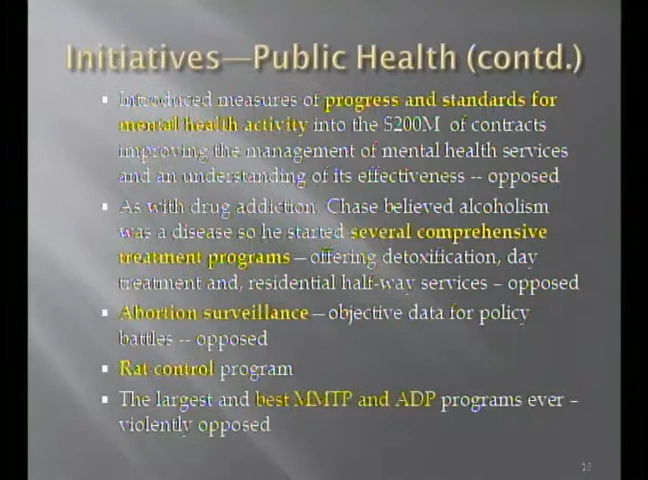 Initiatives—Public Health (contd.)
▪ Introduced measures of progress and standards for
mental health activity into the $200M of contracts
improving the management of mental health services
and an understanding of its effectiveness -- opposed
▪ As with drug addiction, Chase believed alcoholism
was a disease so he started several comprehensive
treatment programs—offering detoxification, day
treatment and, residential half-way services – opposed
▪ Abortion surveillance—objective data for policy
battles -- opposed
▪ Rat control program
▪ The largest and best MMTP and ADP programs ever –
violently opposed